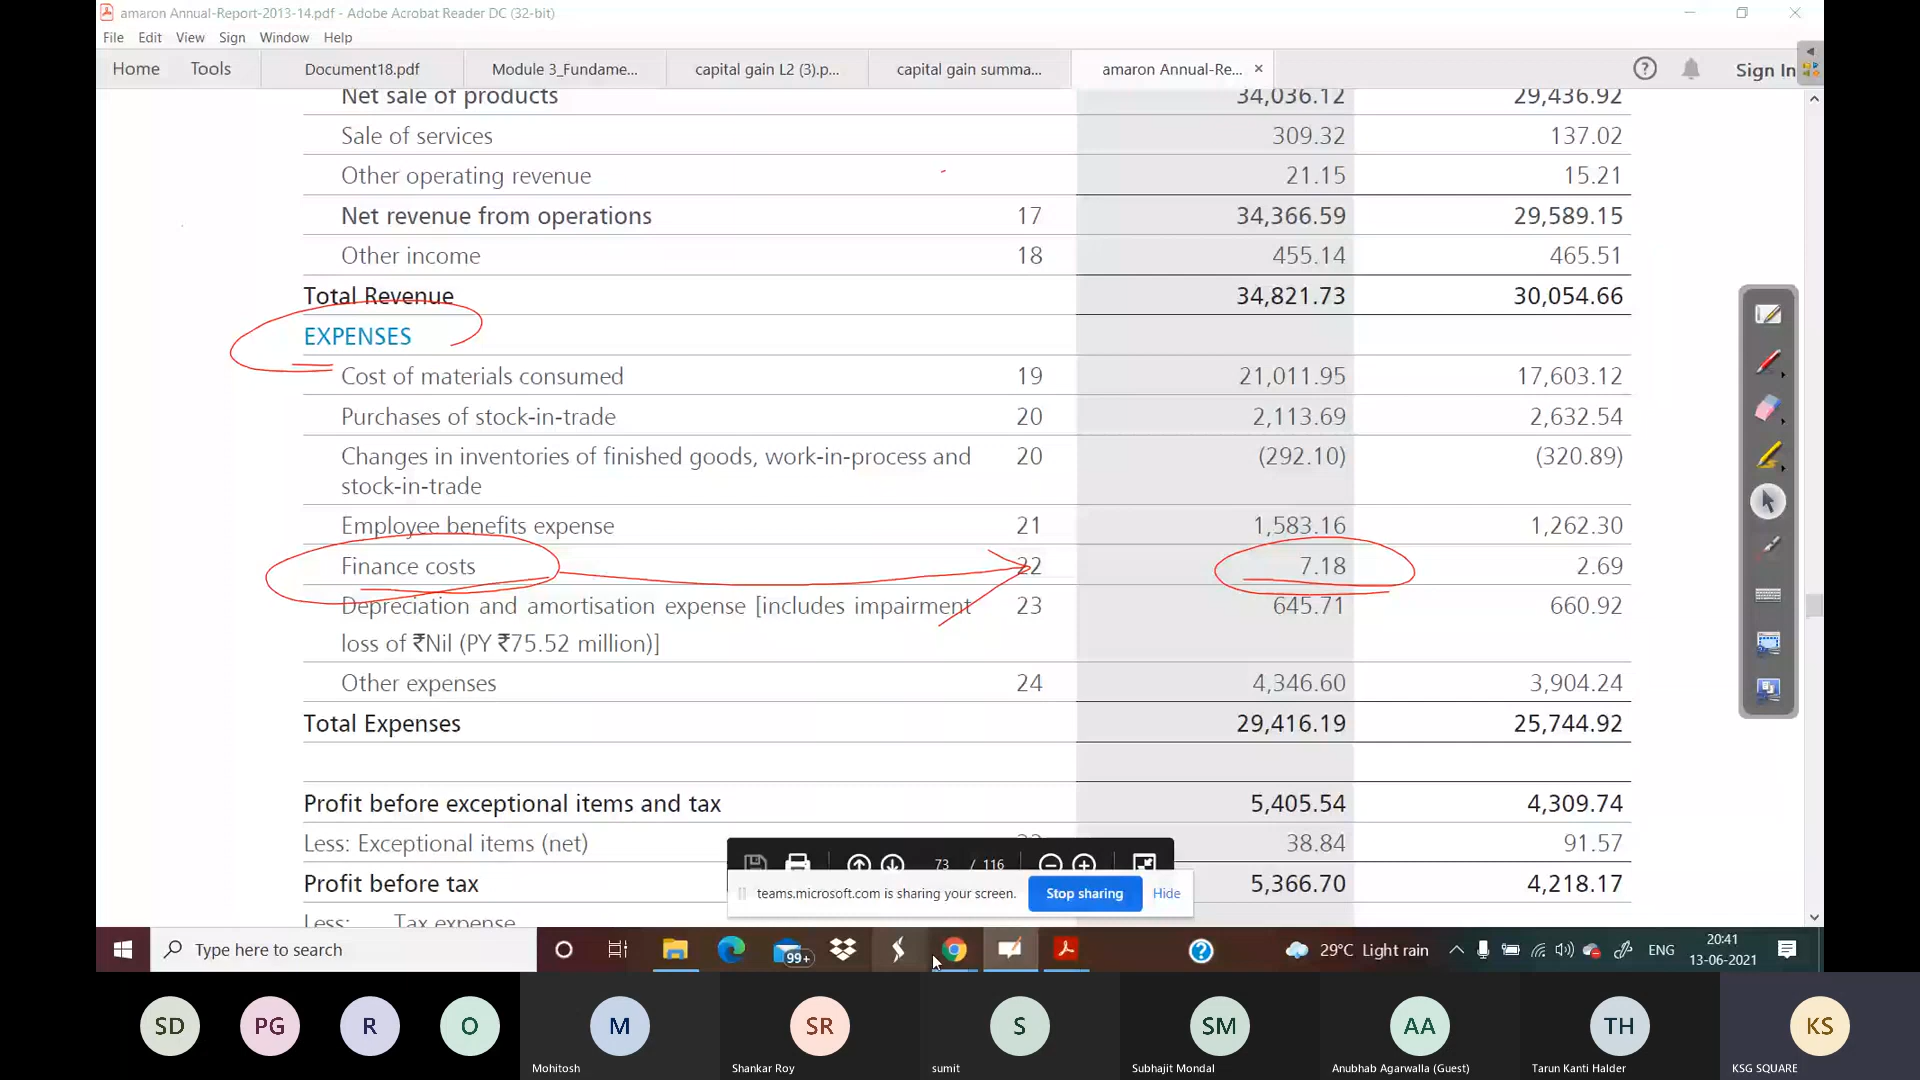 amaron Annual-Report-2013-14.pdf - Adobe Acrobat Reader DC (32-bit)
File Edit View Sign Window Help
Home Tools Document18.pdf Module 3_Fundame... capital gain L2 (3).p... capital gain summa... amaron Annual-Re... × Sign In
Net sale of products 34,036.12 29,436.92
Sale of services 309.32 137.02
Other operating revenue 21.15 15.21
Net revenue from operations 17 34,366.59 29,589.15
Other income 18 455.14 465.51
Total Revenue 34,821.73 30,054.66
EXPENSES
Cost of materials consumed 19 21,011.95 17,603.12
Purchases of stock-in-trade 20 2,113.69 2,632.54
Changes in inventories of finished goods, work-in-process and 20 (292.10) (320.89)
stock-in-trade
Employee benefits expense 21 1,583.16 1,262.30
Finance costs 22 7.18 2.69
Depreciation and amortisation expense [includes impairment 23 645.71 660.92
loss of ₹Nil (PY ₹75.52 million)]
Other expenses 24 4,346.60 3,904.24
Total Expenses 29,416.19 25,744.92
Profit before exceptional items and tax 5,405.54 4,309.74
Less: Exceptional items (net) 38.84 91.57
73 / 116
Profit before tax 5,366.70 4,218.17
teams.microsoft.com is sharing your screen. Stop sharing Hide
Less: Tax expense
Type here to search 99+ 29°C Light rain ENG 20:41
13-06-2021
SD PG R O M SR S SM AA TH KS
Mohitosh Shankar Roy sumit Subhajit Mondal Anubhab Agarwalla (Guest) Tarun Kanti Halder KSG SQUARE